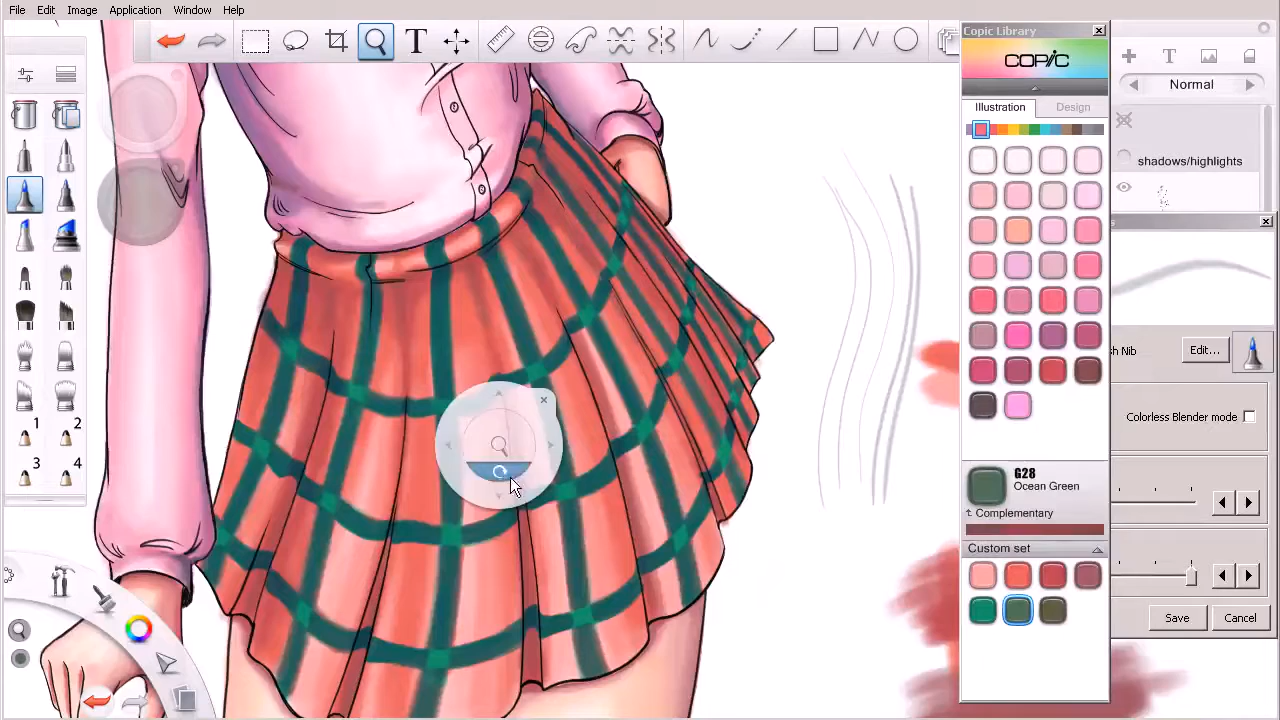 File Edit Image Application Window Help
T
Copic Library
COPIC
Illustration Design
T
Normal
shadows/highlights
Edit...
Colorless Blender mode
G28
Ocean Green
Complementary
Custom set
Save Cancel
1 2
3 4